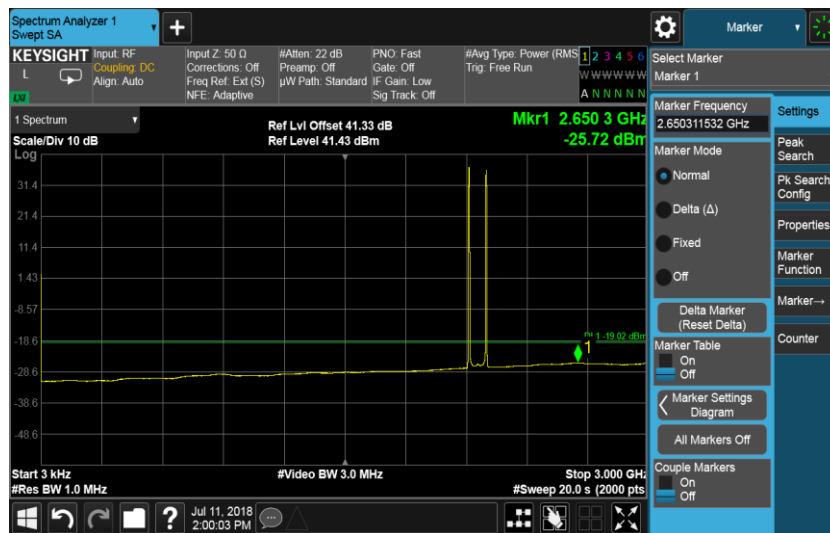 Spectrum Analyzer 1
Swept SA
+
Marker
KEYSIGHT
L
LXI
Input: RF
Coupling: DC
Align: Auto
Input Z: 50 Ω
Corrections: Off
Freq Ref: Ext (S)
NFE: Adaptive
#Atten: 22 dB
Preamp: Off
µW Path: Standard
PNO: Fast
Gate: Off
IF Gain: Low
Sig Track: Off
#Avg Type: Power (RMS
Trig: Free Run
1 2 3 4 5 6
W W W W W W
A N N N N N
Select Marker
Marker 1
1 Spectrum
Scale/Div 10 dB
Log
Ref Lvl Offset 41.33 dB
Ref Level 41.43 dBm
Mkr1 2.650 3 GHz
-25.72 dBm
31.4
21.4
11.4
1.43
-8.57
-18.6
-28.6
-38.6
-48.6
DL1 -19.02 dBm
1
Start 3 kHz
#Res BW 1.0 MHz
#Video BW 3.0 MHz
Stop 3.000 GHz
#Sweep 20.0 s (2000 pts
Marker Frequency
2.650311532 GHz
Marker Mode
Normal
Delta (Δ)
Fixed
Off
Delta Marker
(Reset Delta)
Marker Table
On
Off
Marker Settings
Diagram
All Markers Off
Couple Markers
On
Off
Settings
Peak
Search
Pk Search
Config
Properties
Marker
Function
Marker→
Counter
?
Jul 11, 2018
2:00:03 PM